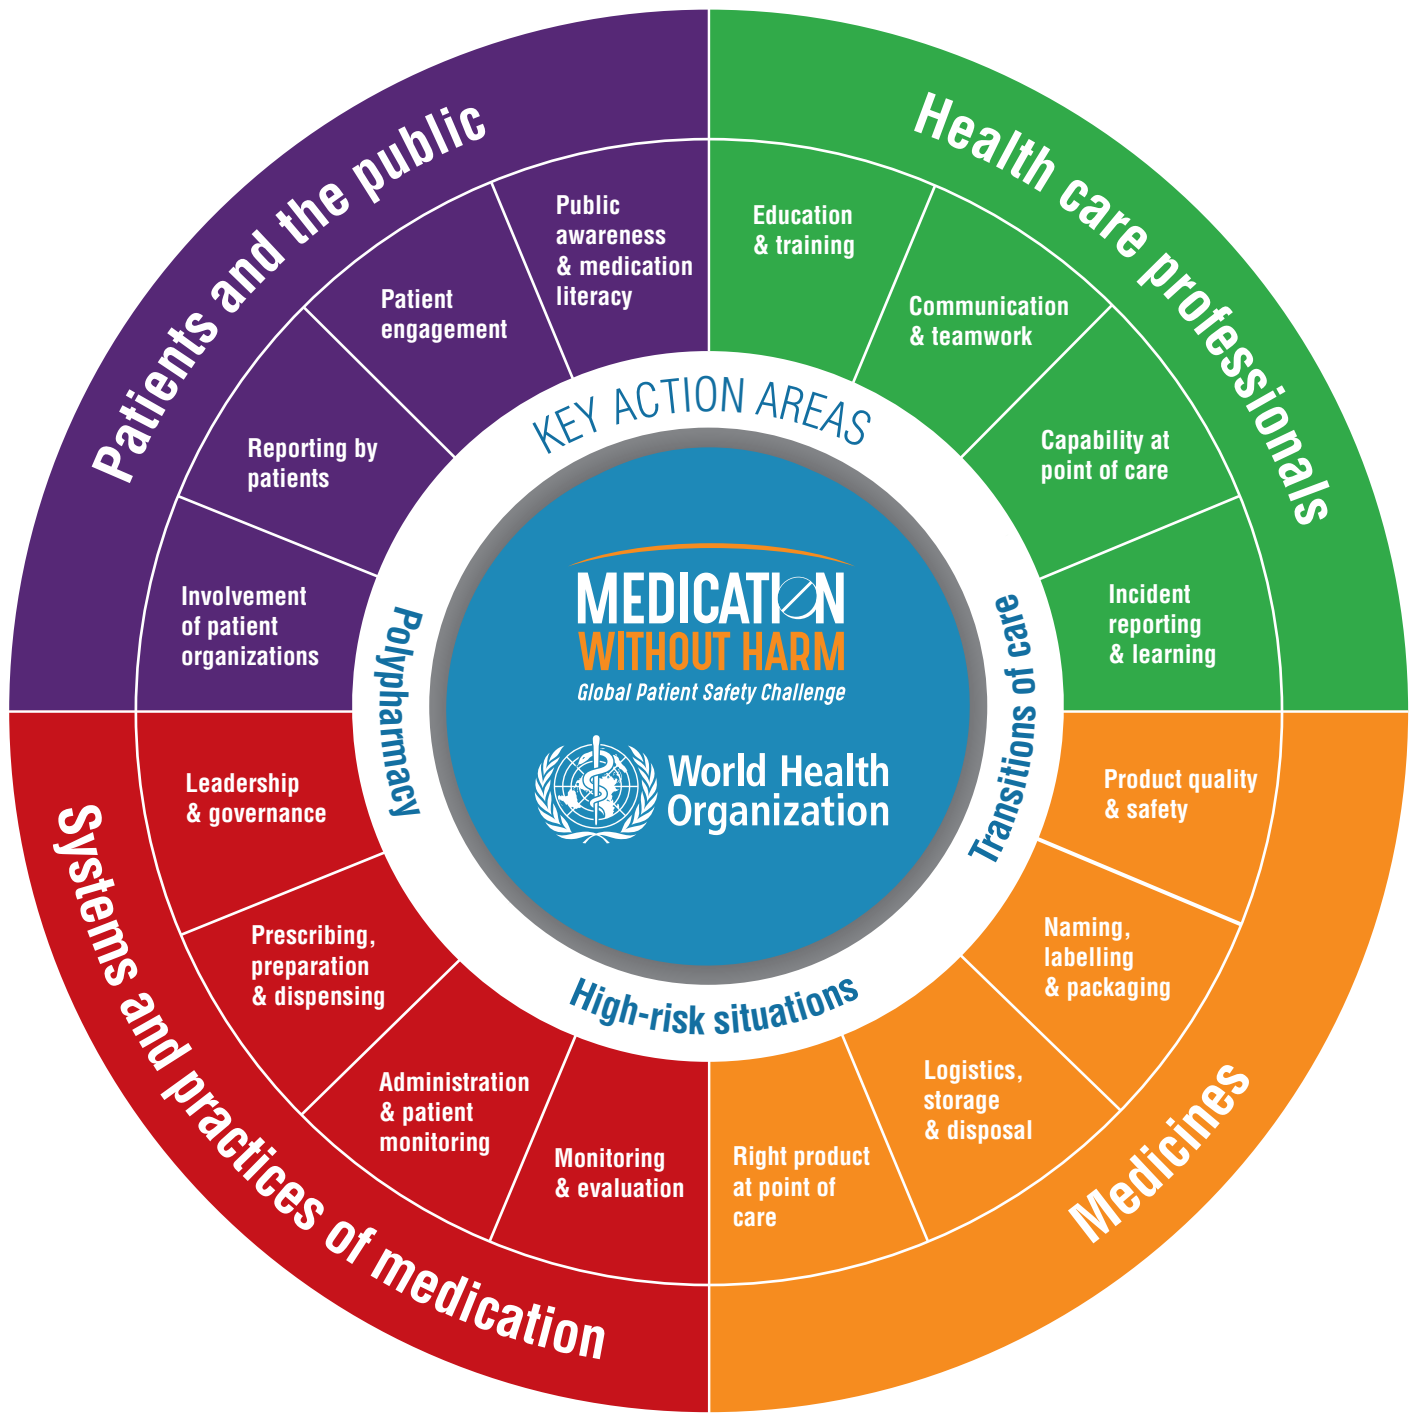 Patients and the public
Public
awareness
& medication
literacy
Patient
engagement
Reporting by
patients
Involvement
of patient
organizations
Health care professionals
Education
& training
Communication
& teamwork
Capability at
point of care
Incident
reporting
& learning
KEY ACTION AREAS
Polypharmacy
Transitions of care
High-risk situations
MEDICATION
WITHOUT HARM
Global Patient Safety Challenge
World Health
Organization
Systems and practices of medication
Leadership
& governance
Prescribing,
preparation
& dispensing
Administration
& patient
monitoring
Monitoring
& evaluation
Medicines
Product quality
& safety
Naming,
labelling
& packaging
Logistics,
storage
& disposal
Right product
at point of
care